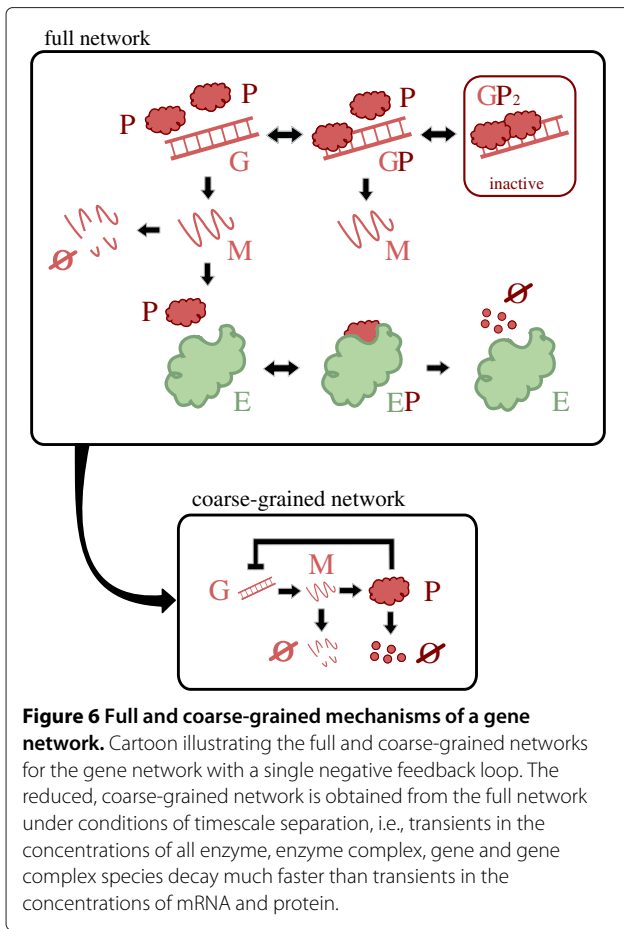 full network
P
P
G
P
GP
GP2
inactive
M
M
Ø
P
E
EP
Ø
E
coarse-grained network
G
M
P
Ø
Ø
Figure 6 Full and coarse-grained mechanisms of a gene
network. Cartoon illustrating the full and coarse-grained networks
for the gene network with a single negative feedback loop. The
reduced, coarse-grained network is obtained from the full network
under conditions of timescale separation, i.e., transients in the
concentrations of all enzyme, enzyme complex, gene and gene
complex species decay much faster than transients in the
concentrations of mRNA and protein.